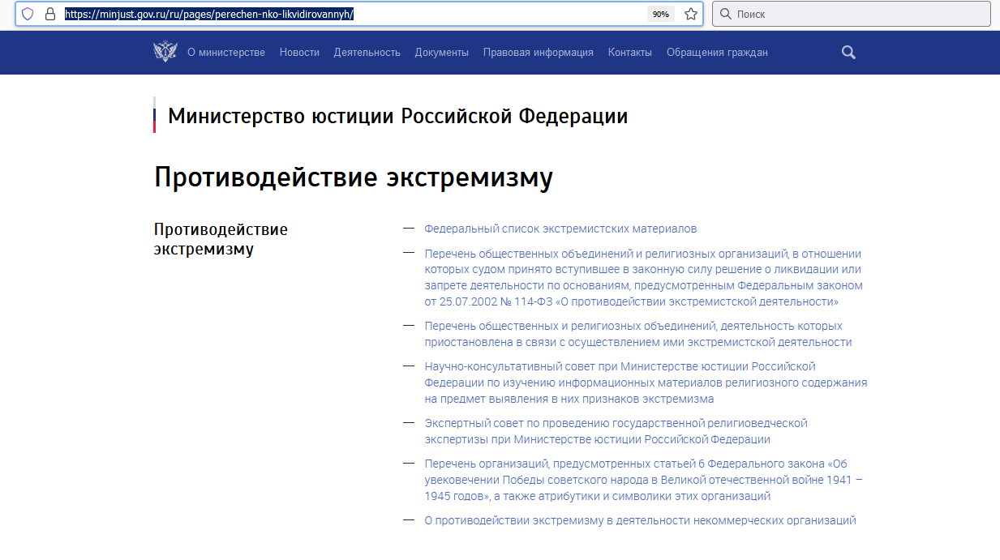 https://minjust.gov.ru/ru/pages/perechen-nko-likvidirovannyh/
90%
Поиск
О министерстве
Новости
Деятельность
Документы
Правовая информация
Контакты
Обращения граждан
Министерство юстиции Российской Федерации
Противодействие экстремизму
Противодействие
экстремизму
— Федеральный список экстремистских материалов
— Перечень общественных объединений и религиозных организаций, в отношении
которых судом принято вступившее в законную силу решение о ликвидации или
запрете деятельности по основаниям, предусмотренным Федеральным законом
от 25.07.2002 № 114-ФЗ «О противодействии экстремистской деятельности»
— Перечень общественных и религиозных объединений, деятельность которых
приостановлена в связи с осуществлением ими экстремистской деятельности
— Научно-консультативный совет при Министерстве юстиции Российской
Федерации по изучению информационных материалов религиозного содержания
на предмет выявления в них признаков экстремизма
— Экспертный совет по проведению государственной религиоведческой
экспертизы при Министерстве юстиции Российской Федерации
— Перечень организаций, предусмотренных статьей 6 Федерального закона «Об
увековечении Победы советского народа в Великой отечественной войне 1941 –
1945 годов», а также атрибутики и символики этих организаций
— О противодействии экстремизму в деятельности некоммерческих организаций